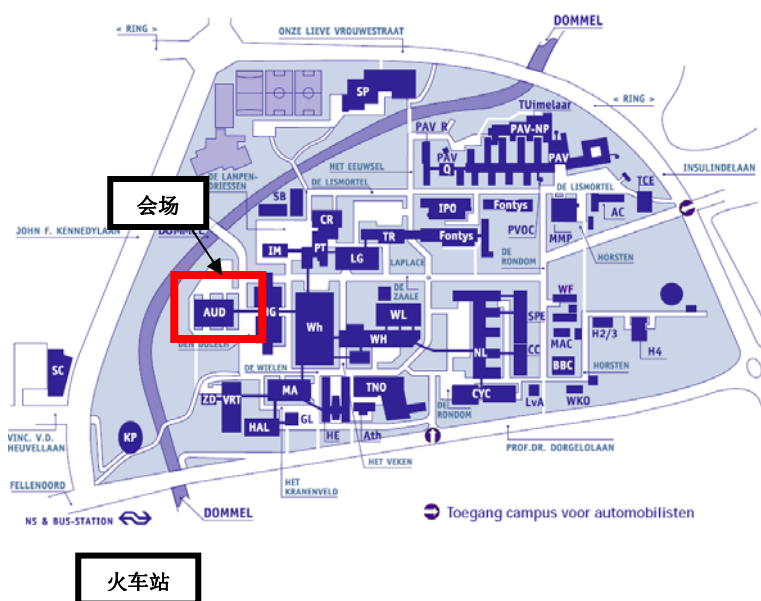 DOMMEL
< RING >
ONZE LIEVE VROUWESTRAAT
SP
TUimelaar
< RING >
PAV R
PAV-NP
PAV
PAV
Q
HET EEUWSEL
INSULINDELAAN
DE LAMPEN-
DRIESSEN
DE LISMORTEL
DE LISMORTEL
TCE
会场
SB
CR
IPO
Fontys
AC
JOHN F. KENNEDYLAAN
DOMMEL
PT
TR
Fontys
PVOC
MMP
IM
LG
DE
RONDOM
HORSTEN
LAPLACE
DE
ZAALE
WF
AUD
HG
Wh
WL
SPE
DEN DOLECH
WH
MAC
H2/3
H4
NL
CC
SC
DE WIELEN
BBC
HORSTEN
MA
TNO
ZD
VRT
DE
RONDOM
CYC
LvA
WKO
KP
HAL
GL
HE
Ath
VINC. V.D.
HEUVELLAAN
PROF.DR. DORGELOLAAN
HET VEKEN
FELLENOORD
HET
KRANENVELD
DOMMEL
NS & BUS-STATION
Toegang campus voor automobilisten
火车站